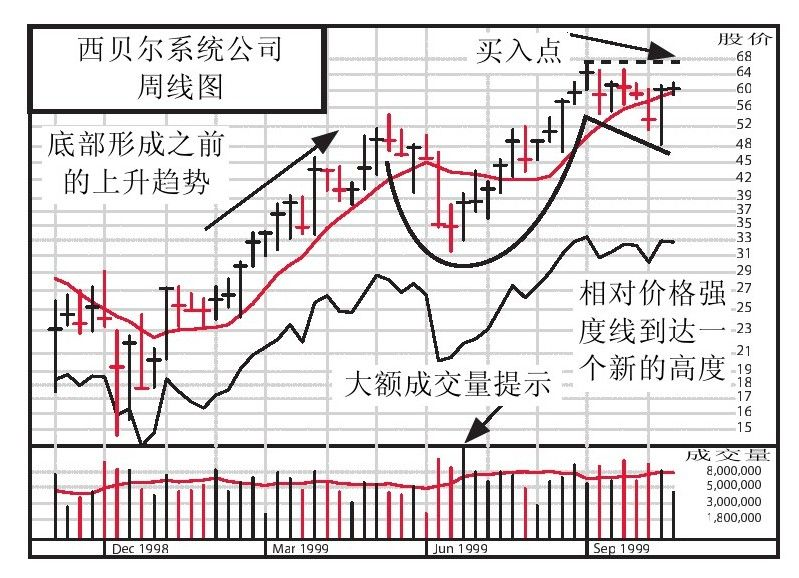 西贝尔系统公司
周线图
买入点
股价
底部形成之前
的上升趋势
68
64
60
56
52
48
45
42
39
37
35
33
31
29
27
25
23
21
19
18
17
16
15
相对价格强
度线到达一
个新的高度
大额成交量提示
成交量
8,000,000
5,000,000
3,000,000
1,800,000
Dec 1998
Mar 1999
Jun 1999
Sep 1999